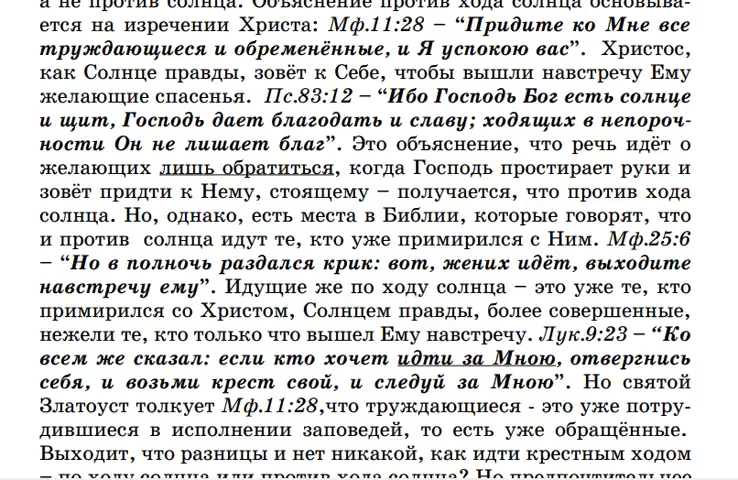 а не против солнца. Объяснение против хода солнца основыва-
ется на изречении Христа: Мф.11:28 – “Придите ко Мне все
труждающиеся и обременённые, и Я успокою вас”. Христос,
как Солнце правды, зовёт к Себе, чтобы вышли навстречу Ему
желающие спасенья. Пс.83:12 – “Ибо Господь Бог есть солнце
и щит, Господь дает благодать и славу; ходящих в непороч-
ности Он не лишает благ”. Это объяснение, что речь идёт о
желающих лишь обратиться, когда Господь простирает руки и
зовёт придти к Нему, стоящему – получается, что против хода
солнца. Но, однако, есть места в Библии, которые говорят, что
и против солнца идут те, кто уже примирился с Ним. Мф.25:6
– “Но в полночь раздался крик: вот, жених идёт, выходите
навстречу ему”. Идущие же по ходу солнца – это уже те, кто
примирился со Христом, Солнцем правды, более совершенные,
нежели те, кто только что вышел Ему навстречу. Лук.9:23 – “Ко
всем же сказал: если кто хочет идти за Мною, отвергнись
себя, и возьми крест свой, и следуй за Мною”. Но святой
Златоуст толкует Мф.11:28,что труждающиеся - это уже потру-
дившиеся в исполнении заповедей, то есть уже обращённые.
Выходит, что разницы и нет никакой, как идти крестным ходом
– по ходу солнца или против хода солнца? Но предпочтительнее